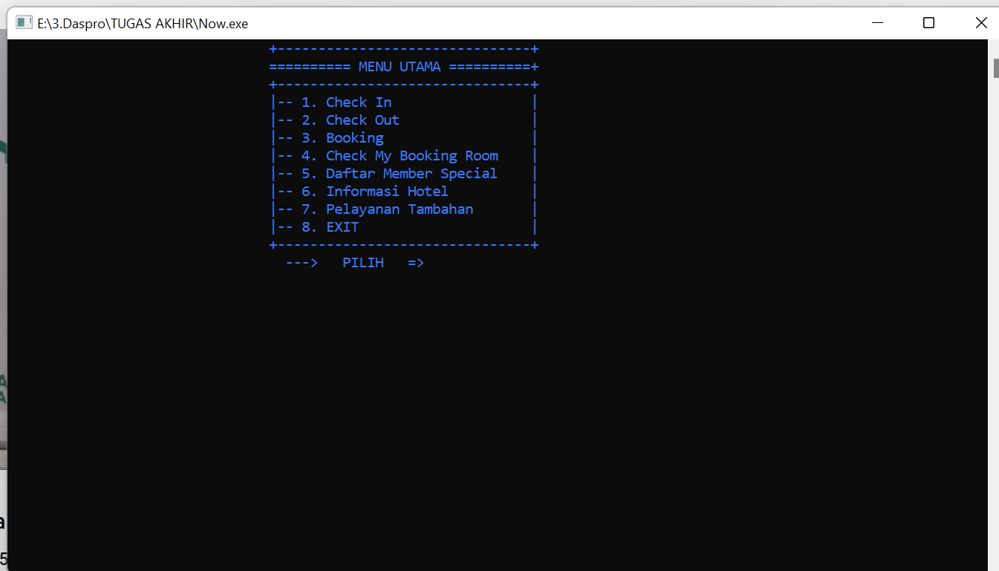 E:\3.Daspro\TUGAS AKHIR\Now.exe
+-------------------------------+
========== MENU UTAMA ==========+
+-------------------------------+
|-- 1. Check In                 |
|-- 2. Check Out                |
|-- 3. Booking                  |
|-- 4. Check My Booking Room    |
|-- 5. Daftar Member Special    |
|-- 6. Informasi Hotel          |
|-- 7. Pelayanan Tambahan       |
|-- 8. EXIT                     |
+-------------------------------+
  --->   PILIH   =>